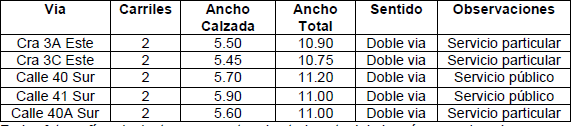 Via Carriles Ancho Calzada Ancho Total Sentido Observaciones
Cra 3A Este 2 5.50 10.90 Doble via Servicio particular
Cra 3C Este 2 5.45 10.75 Doble via Servicio particular
Calle 40 Sur 2 5.70 11.20 Doble via Servicio público
Calle 41 Sur 2 5.90 11.00 Doble via Servicio público
Calle 40A Sur 2 5.60 11.00 Doble via Servicio particular